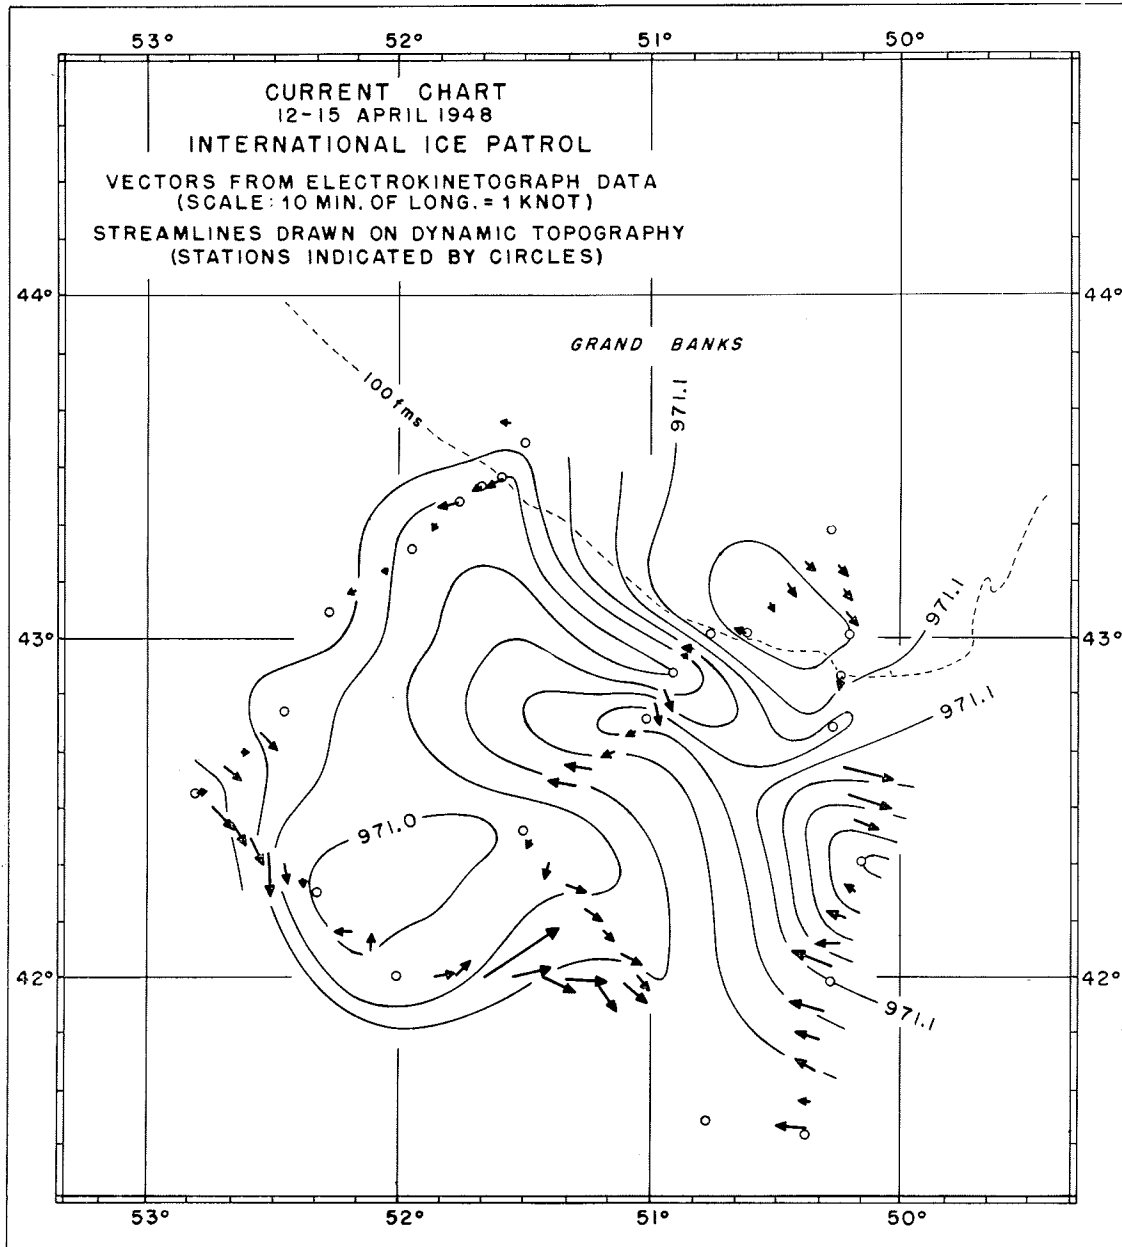 53° 52° 51° 50°
CURRENT CHART
12-15 APRIL 1948
INTERNATIONAL ICE PATROL
VECTORS FROM ELECTROKINETOGRAPH DATA
(SCALE: 10 MIN. OF LONG. = 1 KNOT)
STREAMLINES DRAWN ON DYNAMIC TOPOGRAPHY
(STATIONS INDICATED BY CIRCLES)
44° 44°
GRAND BANKS
100 fms
971.1
971.1
43° 43°
971.1
971.0
42° 42°
971.1
53° 52° 51° 50°